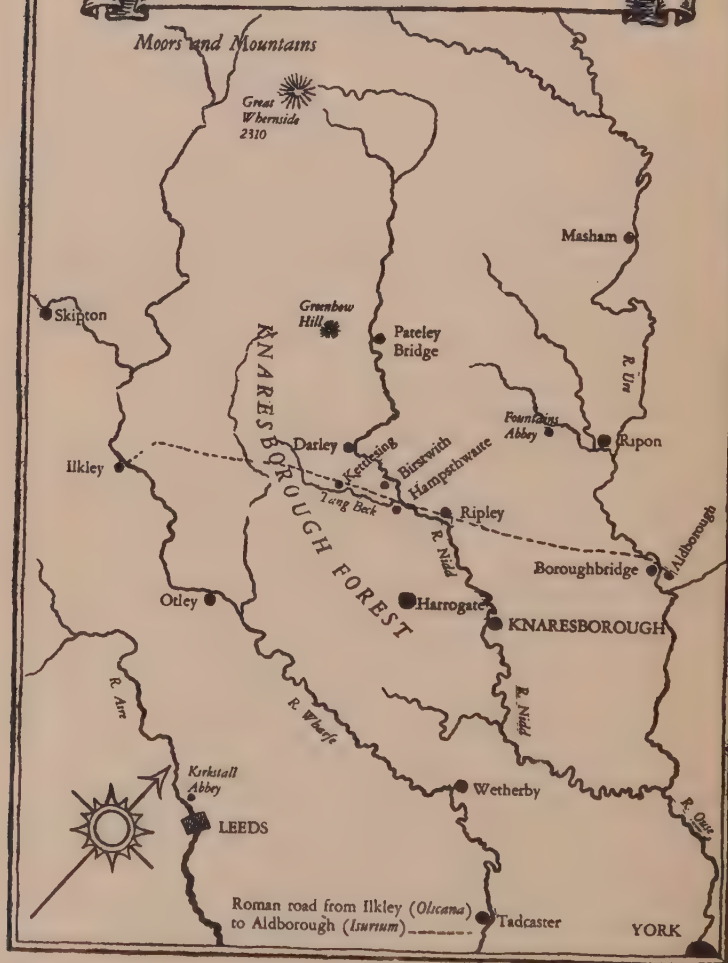 Moors and Mountains
Great
Whernside
2310
Masham
Skipton
Greenhow
Hill
Pateley
Bridge
R. Ure
KNARESBOROUGH FOREST
Fountains
Abbey
Ripon
Darley
Kettlesing
Birstwith
Hampschwaite
Ilkley
Tang Beck
Ripley
R. Nidd
Aldborough
Boroughbridge
Otley
Harrogate
KNARESBOROUGH
R. Aire
R. Wharfe
R. Nidd
Kirkstall
Abbey
Wetherby
R. Ouse
LEEDS
Roman road from Ilkley (Olicana)
to Aldborough (Isurium)
Tadcaster
YORK